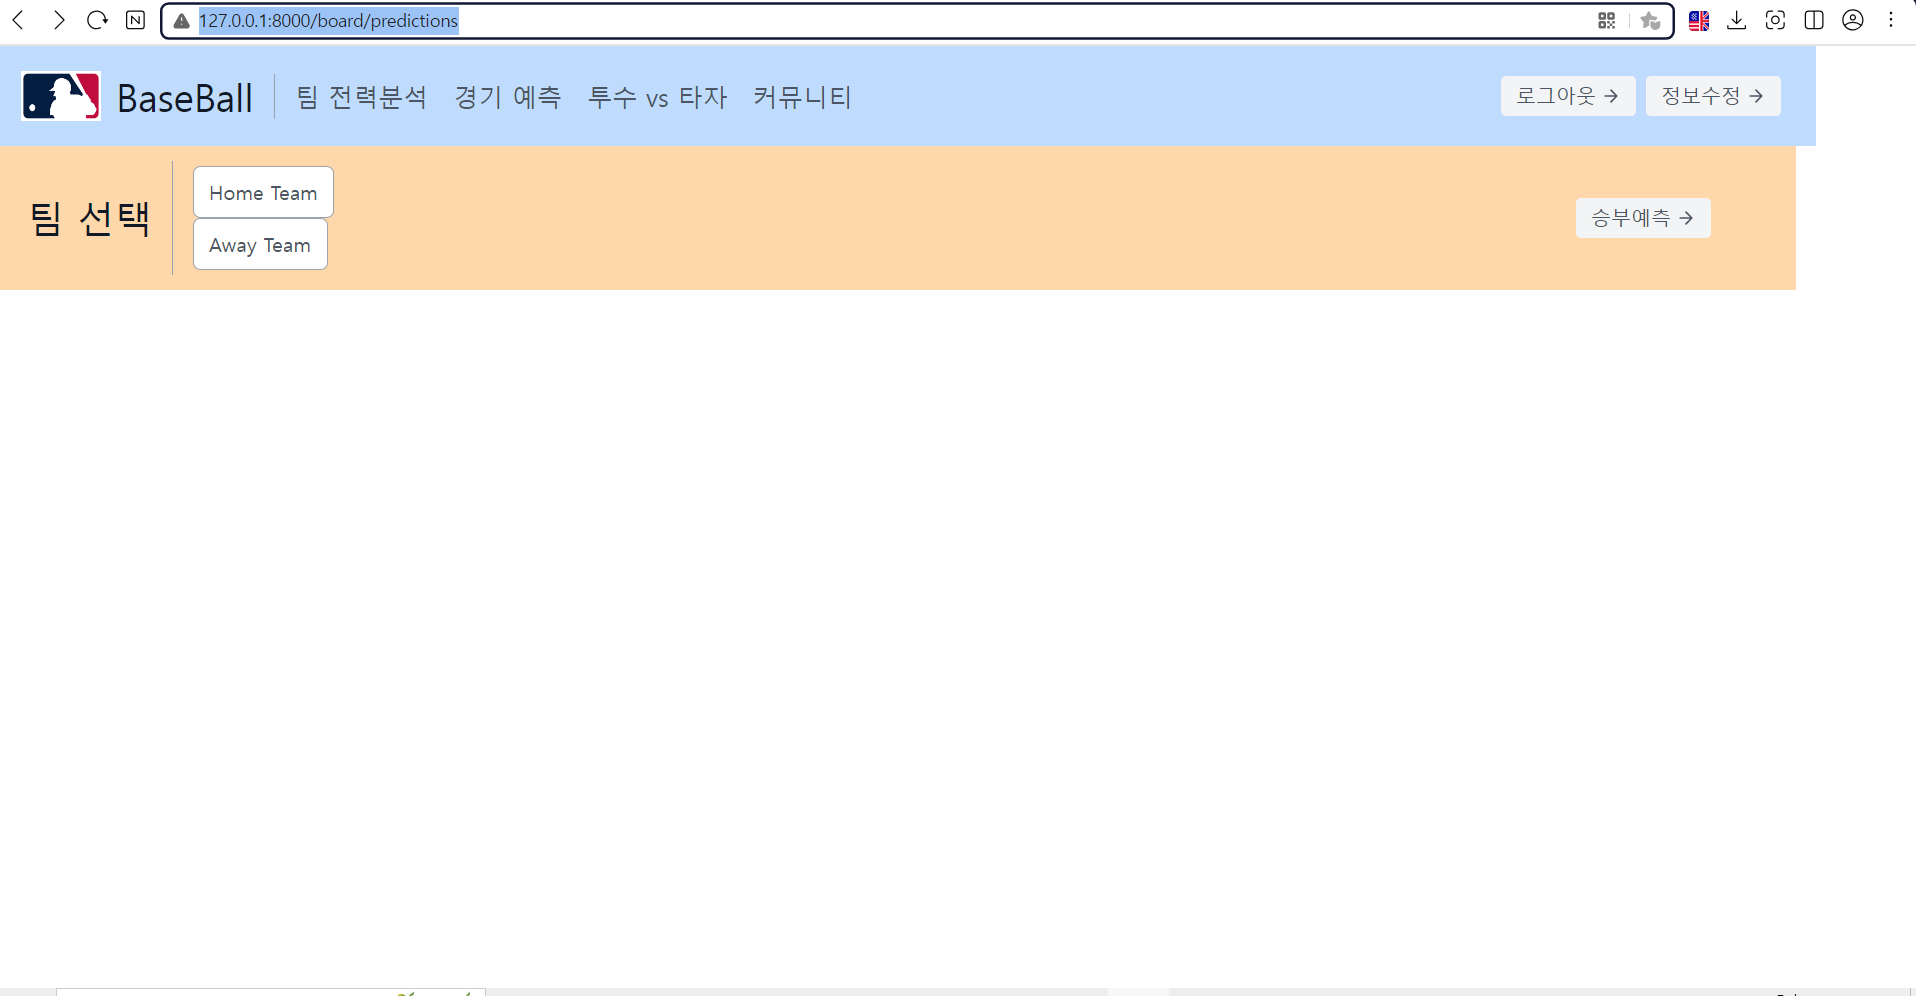 127.0.0.1:8000/board/predictions
BaseBall 팀 전력분석 경기 예측 투수 vs 타자 커뮤니티 로그아웃 → 정보수정 →
팀 선택
Home Team
Away Team
승부예측 →